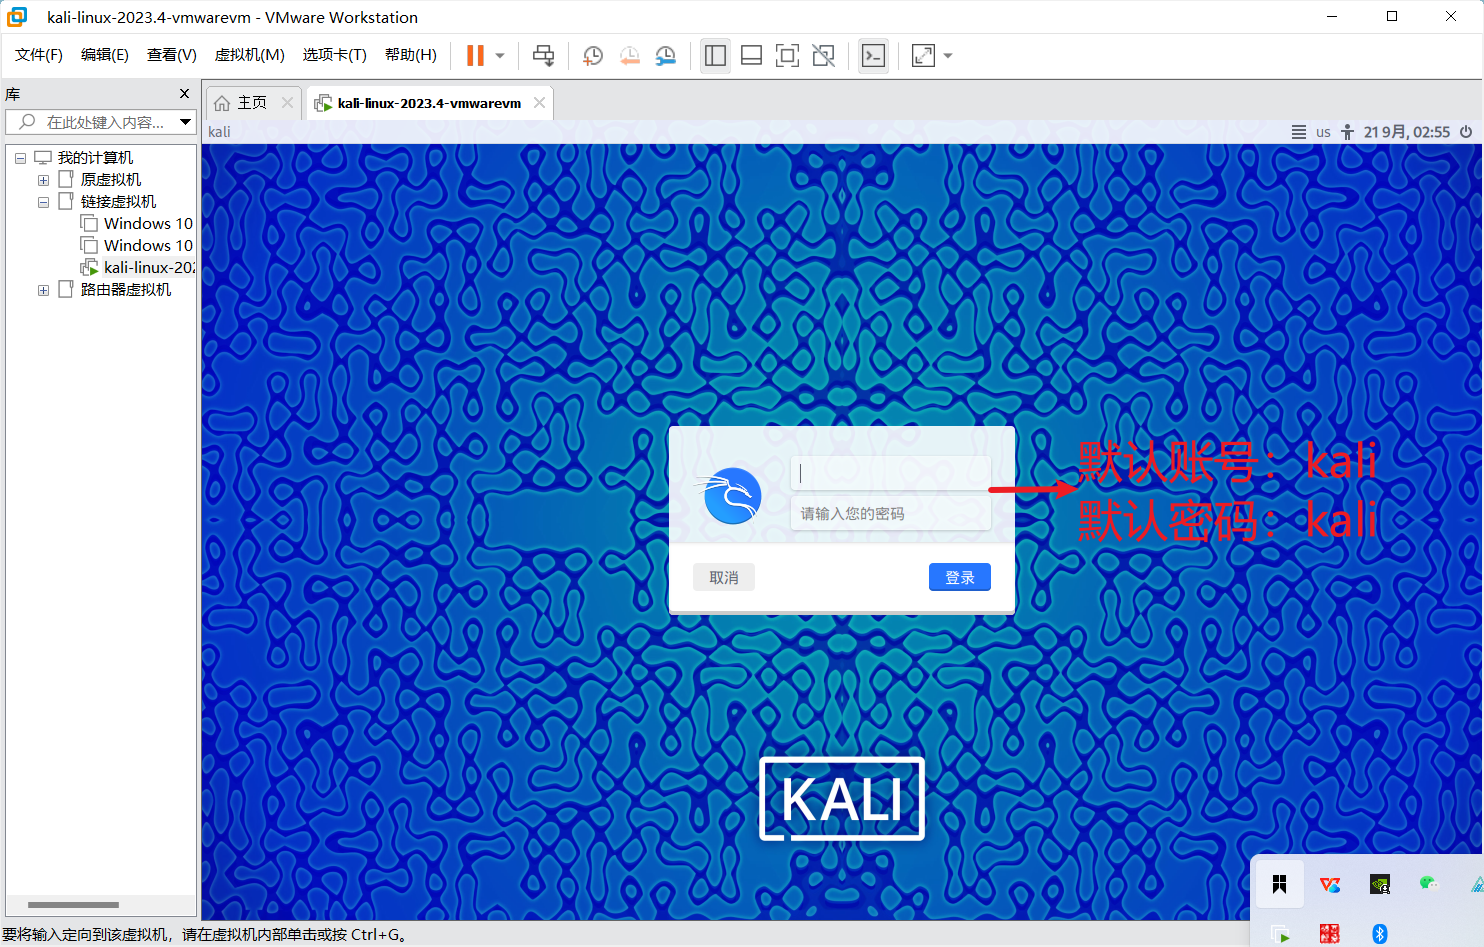 kali-linux-2023.4-vmwarevm - VMware Workstation
文件(F) 编辑(E) 查看(V) 虚拟机(M) 选项卡(T) 帮助(H)
库
在此处键入内容...
我的计算机
原虚拟机
链接虚拟机
Windows 10
Windows 10
kali-linux-202
路由器虚拟机
主页
kali-linux-2023.4-vmwarevm
kali
us
21 9月, 02:55
请输入您的密码
取消
登录
默认账号：kali
默认密码：kali
KALI
要将输入定向到该虚拟机，请在虚拟机内部单击或按 Ctrl+G。